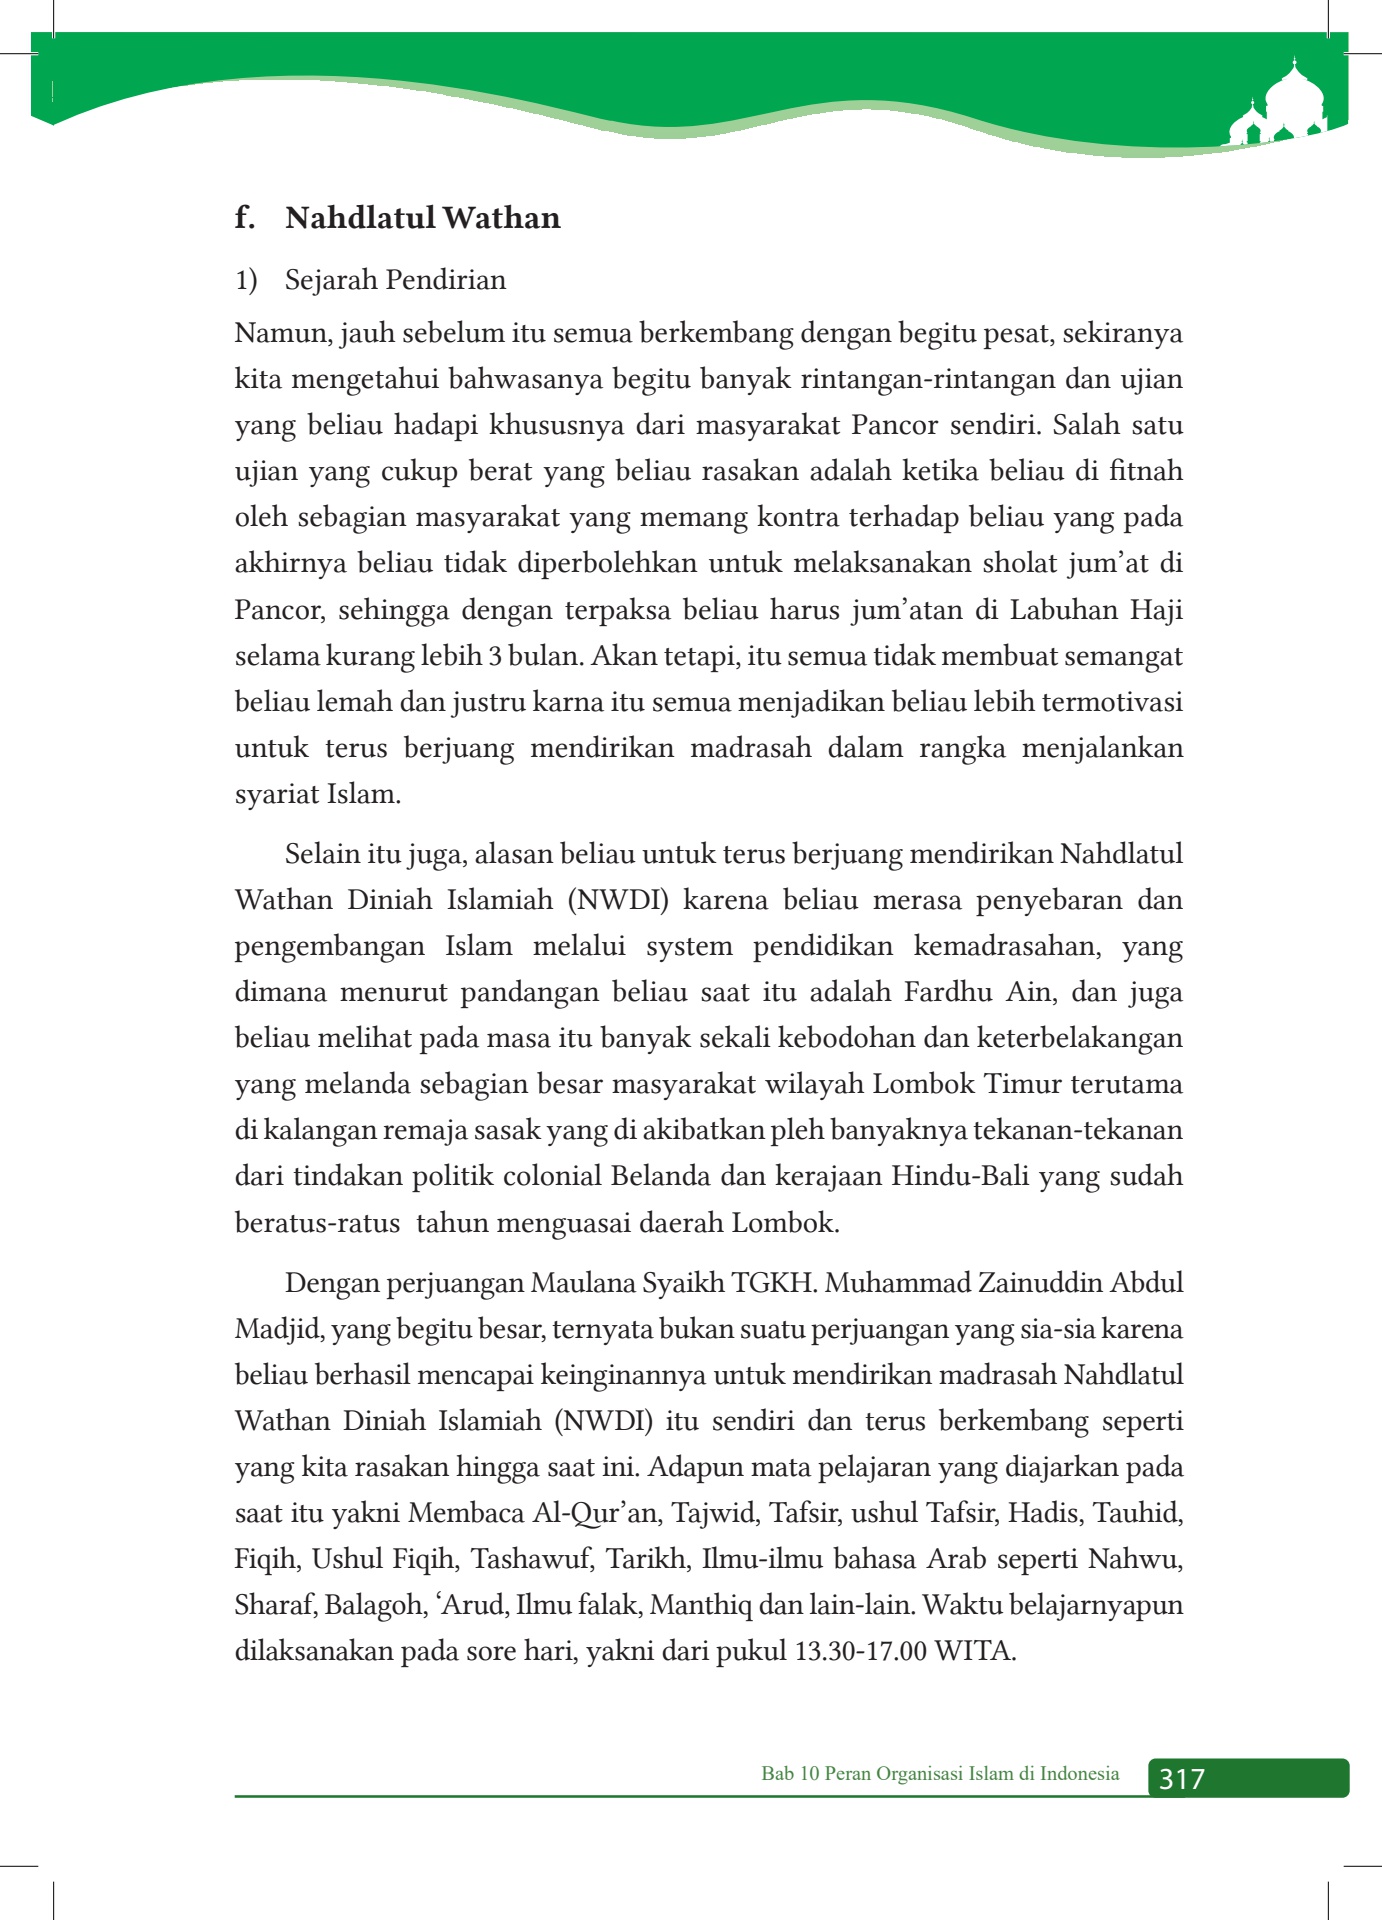 f. Nahdlatul Wathan
1) Sejarah Pendirian
Namun, jauh sebelum itu semua berkembang dengan begitu pesat, sekiranya
kita mengetahui bahwasanya begitu banyak rintangan-rintangan dan ujian
yang beliau hadapi khususnya dari masyarakat Pancor sendiri. Salah satu
ujian yang cukup berat yang beliau rasakan adalah ketika beliau di fitnah
oleh sebagian masyarakat yang memang kontra terhadap beliau yang pada
akhirnya beliau tidak diperbolehkan untuk melaksanakan sholat jum’at di
Pancor, sehingga dengan terpaksa beliau harus jum’atan di Labuhan Haji
selama kurang lebih 3 bulan. Akan tetapi, itu semua tidak membuat semangat
beliau lemah dan justru karna itu semua menjadikan beliau lebih termotivasi
untuk terus berjuang mendirikan madrasah dalam rangka menjalankan
syariat Islam.
Selain itu juga, alasan beliau untuk terus berjuang mendirikan Nahdlatul
Wathan Diniah Islamiah (NWDI) karena beliau merasa penyebaran dan
pengembangan Islam melalui system pendidikan kemadrasahan, yang
dimana menurut pandangan beliau saat itu adalah Fardhu Ain, dan juga
beliau melihat pada masa itu banyak sekali kebodohan dan keterbelakangan
yang melanda sebagian besar masyarakat wilayah Lombok Timur terutama
di kalangan remaja sasak yang di akibatkan pleh banyaknya tekanan-tekanan
dari tindakan politik colonial Belanda dan kerajaan Hindu-Bali yang sudah
beratus-ratus tahun menguasai daerah Lombok.
Dengan perjuangan Maulana Syaikh TGKH. Muhammad Zainuddin Abdul
Madjid, yang begitu besar, ternyata bukan suatu perjuangan yang sia-sia karena
beliau berhasil mencapai keinginannya untuk mendirikan madrasah Nahdlatul
Wathan Diniah Islamiah (NWDI) itu sendiri dan terus berkembang seperti
yang kita rasakan hingga saat ini. Adapun mata pelajaran yang diajarkan pada
saat itu yakni Membaca Al-Qur’an, Tajwid, Tafsir, ushul Tafsir, Hadis, Tauhid,
Fiqih, Ushul Fiqih, Tashawuf, Tarikh, Ilmu-ilmu bahasa Arab seperti Nahwu,
Sharaf, Balagoh, ‘Arud, Ilmu falak, Manthiq dan lain-lain. Waktu belajarnyapun
dilaksanakan pada sore hari, yakni dari pukul 13.30-17.00 WITA.
Bab 10 Peran Organisasi Islam di Indonesia 317